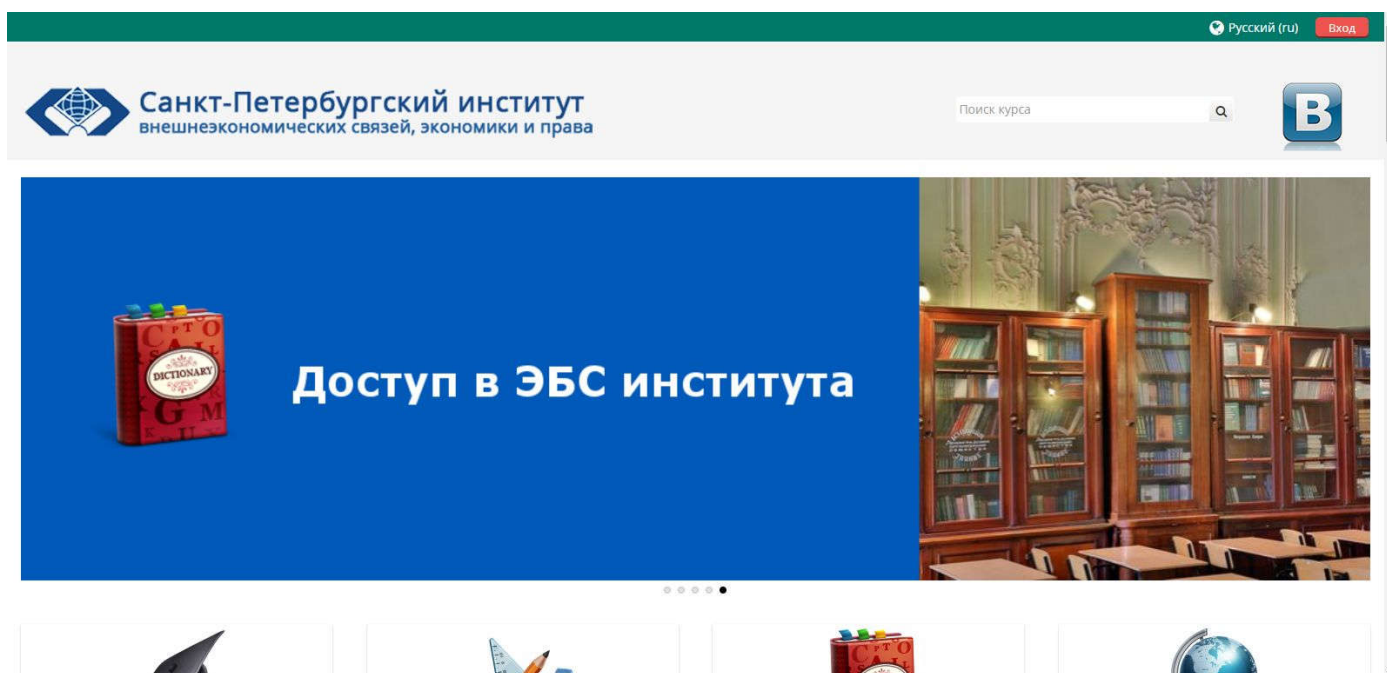 Русский (ru)
Вход
Санкт-Петербургский институт
внешнеэкономических связей, экономики и права
Поиск курса
B
DICTIONARY
Доступ в ЭБС института